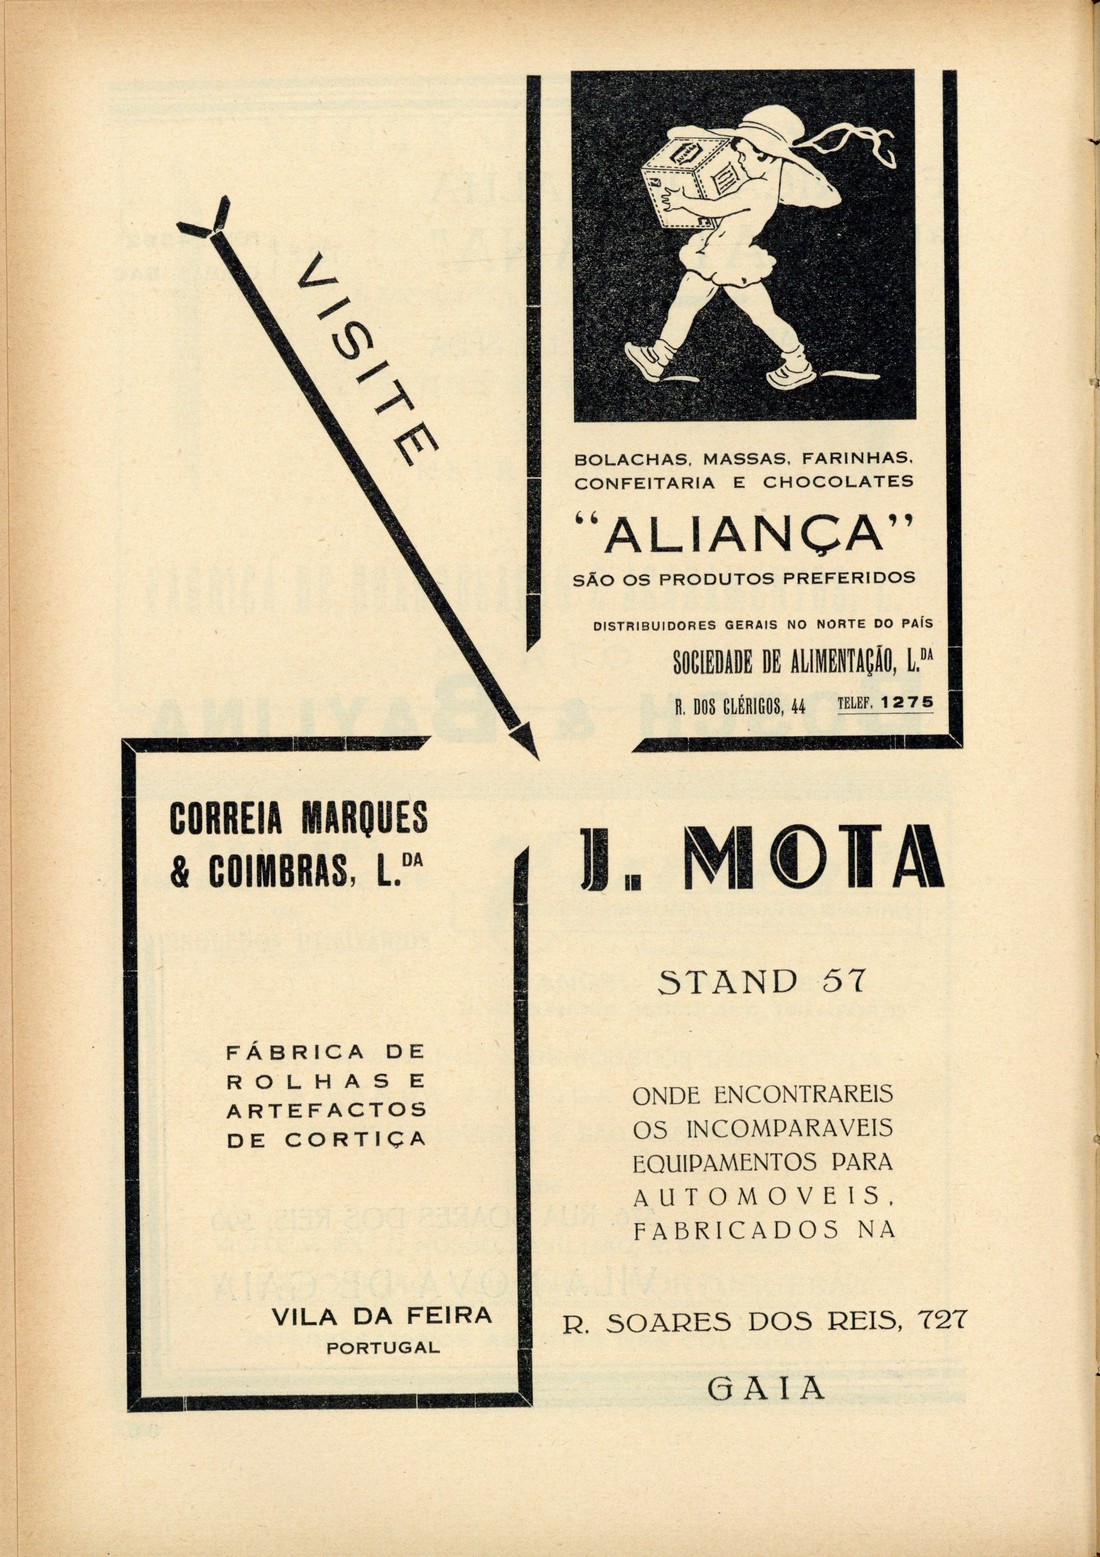 VISITE
BOLACHAS, MASSAS, FARINHAS,
CONFEITARIA E CHOCOLATES
"ALIANÇA"
SÃO OS PRODUTOS PREFERIDOS
DISTRIBUIDORES GERAIS NO NORTE DO PAÍS
SOCIEDADE DE ALIMENTAÇÃO, L.DA
R. DOS CLÉRIGOS, 44 TELEF. 1275
CORREIA MARQUES
& COIMBRAS, L.DA
FÁBRICA DE
ROLHAS E
ARTEFACTOS
DE CORTIÇA
VILA DA FEIRA
PORTUGAL
J. MOTA
STAND 57
ONDE ENCONTRAREIS
OS INCOMPARAVEIS
EQUIPAMENTOS PARA
AUTOMOVEIS,
FABRICADOS NA
R. SOARES DOS REIS, 727
GAIA